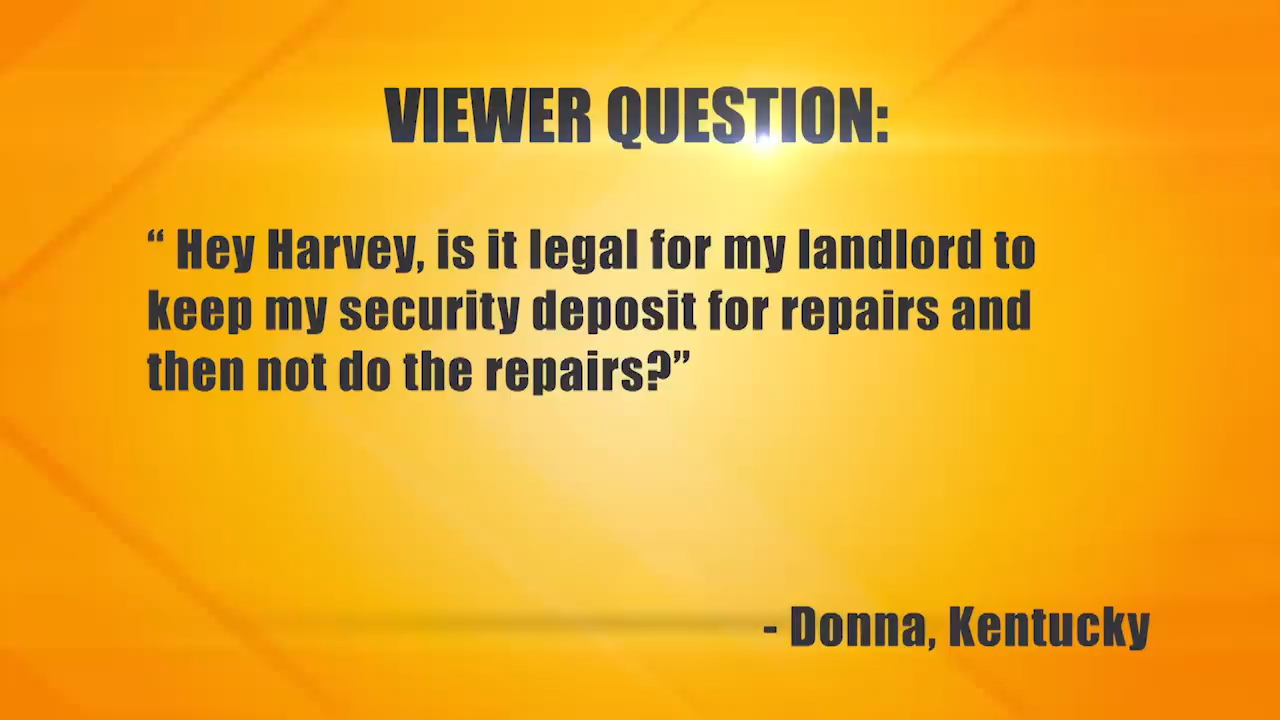 VIEWER QUESTION:
“ Hey Harvey, is it legal for my landlord to
keep my security deposit for repairs and
then not do the repairs?”
- Donna, Kentucky